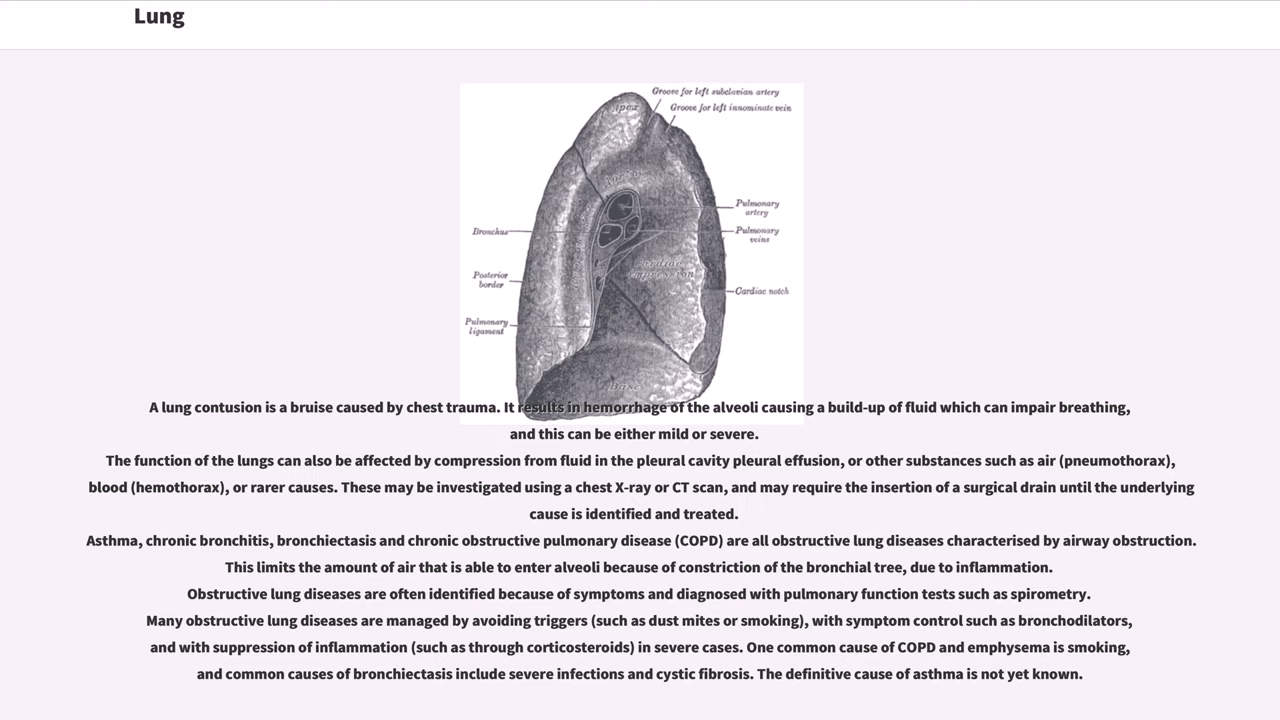 Lung
Groove for left subclavian artery
Apex
Groove for left innominate vein
Pulmonary
artery
Bronchus
Pulmonary
veins
Cardiac
impression
Posterior
border
Cardiac notch
Pulmonary
ligament
Base
A lung contusion is a bruise caused by chest trauma. It results in hemorrhage of the alveoli causing a build-up of fluid which can impair breathing,
and this can be either mild or severe.
The function of the lungs can also be affected by compression from fluid in the pleural cavity pleural effusion, or other substances such as air (pneumothorax),
blood (hemothorax), or rarer causes. These may be investigated using a chest X-ray or CT scan, and may require the insertion of a surgical drain until the underlying
cause is identified and treated.
Asthma, chronic bronchitis, bronchiectasis and chronic obstructive pulmonary disease (COPD) are all obstructive lung diseases characterised by airway obstruction.
This limits the amount of air that is able to enter alveoli because of constriction of the bronchial tree, due to inflammation.
Obstructive lung diseases are often identified because of symptoms and diagnosed with pulmonary function tests such as spirometry.
Many obstructive lung diseases are managed by avoiding triggers (such as dust mites or smoking), with symptom control such as bronchodilators,
and with suppression of inflammation (such as through corticosteroids) in severe cases. One common cause of COPD and emphysema is smoking,
and common causes of bronchiectasis include severe infections and cystic fibrosis. The definitive cause of asthma is not yet known.